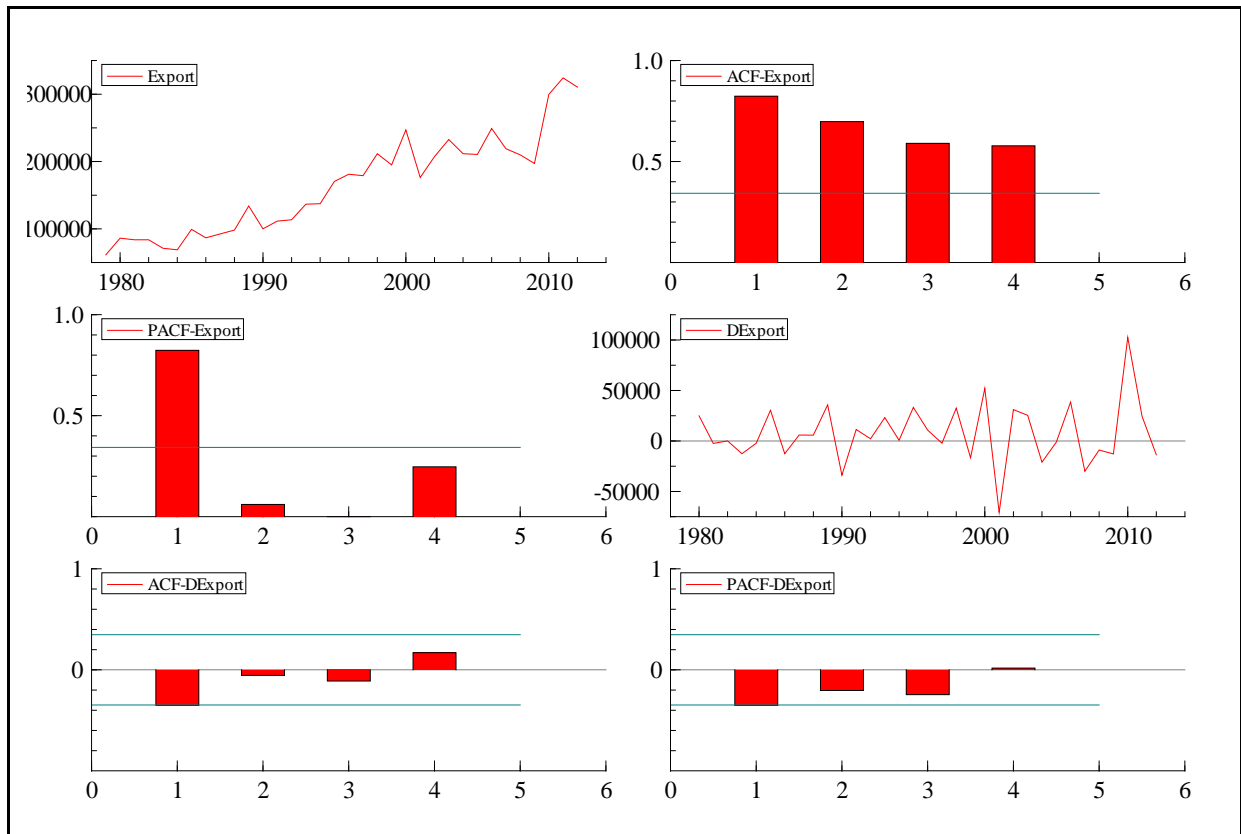 Export
300000
200000
100000
1980 1990 2000 2010
ACF-Export
1.0
0.5
0 1 2 3 4 5 6
PACF-Export
1.0
0.5
0 1 2 3 4 5 6
DExport
100000
50000
0
-50000
1980 1990 2000 2010
ACF-DExport
1
0
0 1 2 3 4 5 6
PACF-DExport
1
0
0 1 2 3 4 5 6